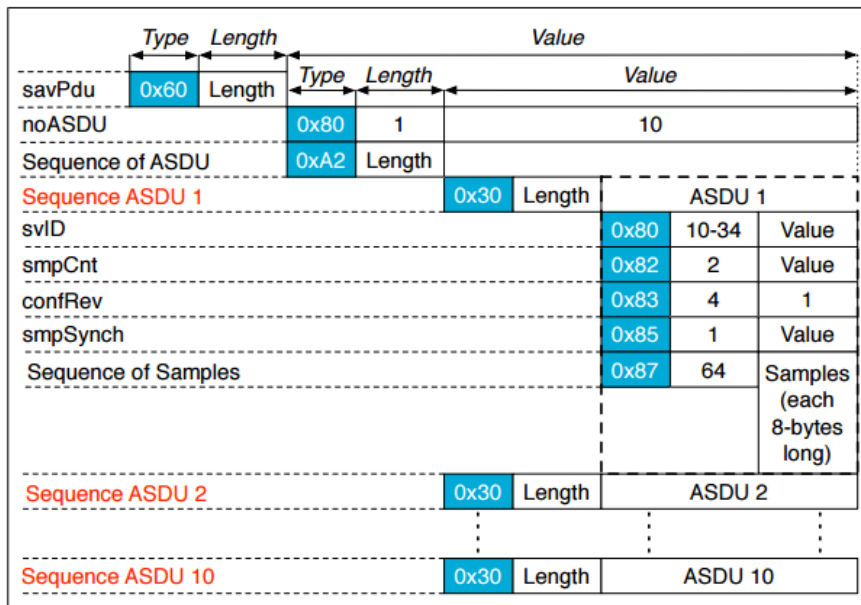 Type Length Value
savPdu 0x60 Length Type Length Value
noASDU 0x80 1 10
Sequence of ASDU 0xA2 Length
Sequence ASDU 1 0x30 Length ASDU 1
svID 0x80 10-34 Value
smpCnt 0x82 2 Value
confRev 0x83 4 1
smpSynch 0x85 1 Value
Sequence of Samples 0x87 64 Samples
(each
8-bytes
long)
Sequence ASDU 2 0x30 Length ASDU 2
Sequence ASDU 10 0x30 Length ASDU 10